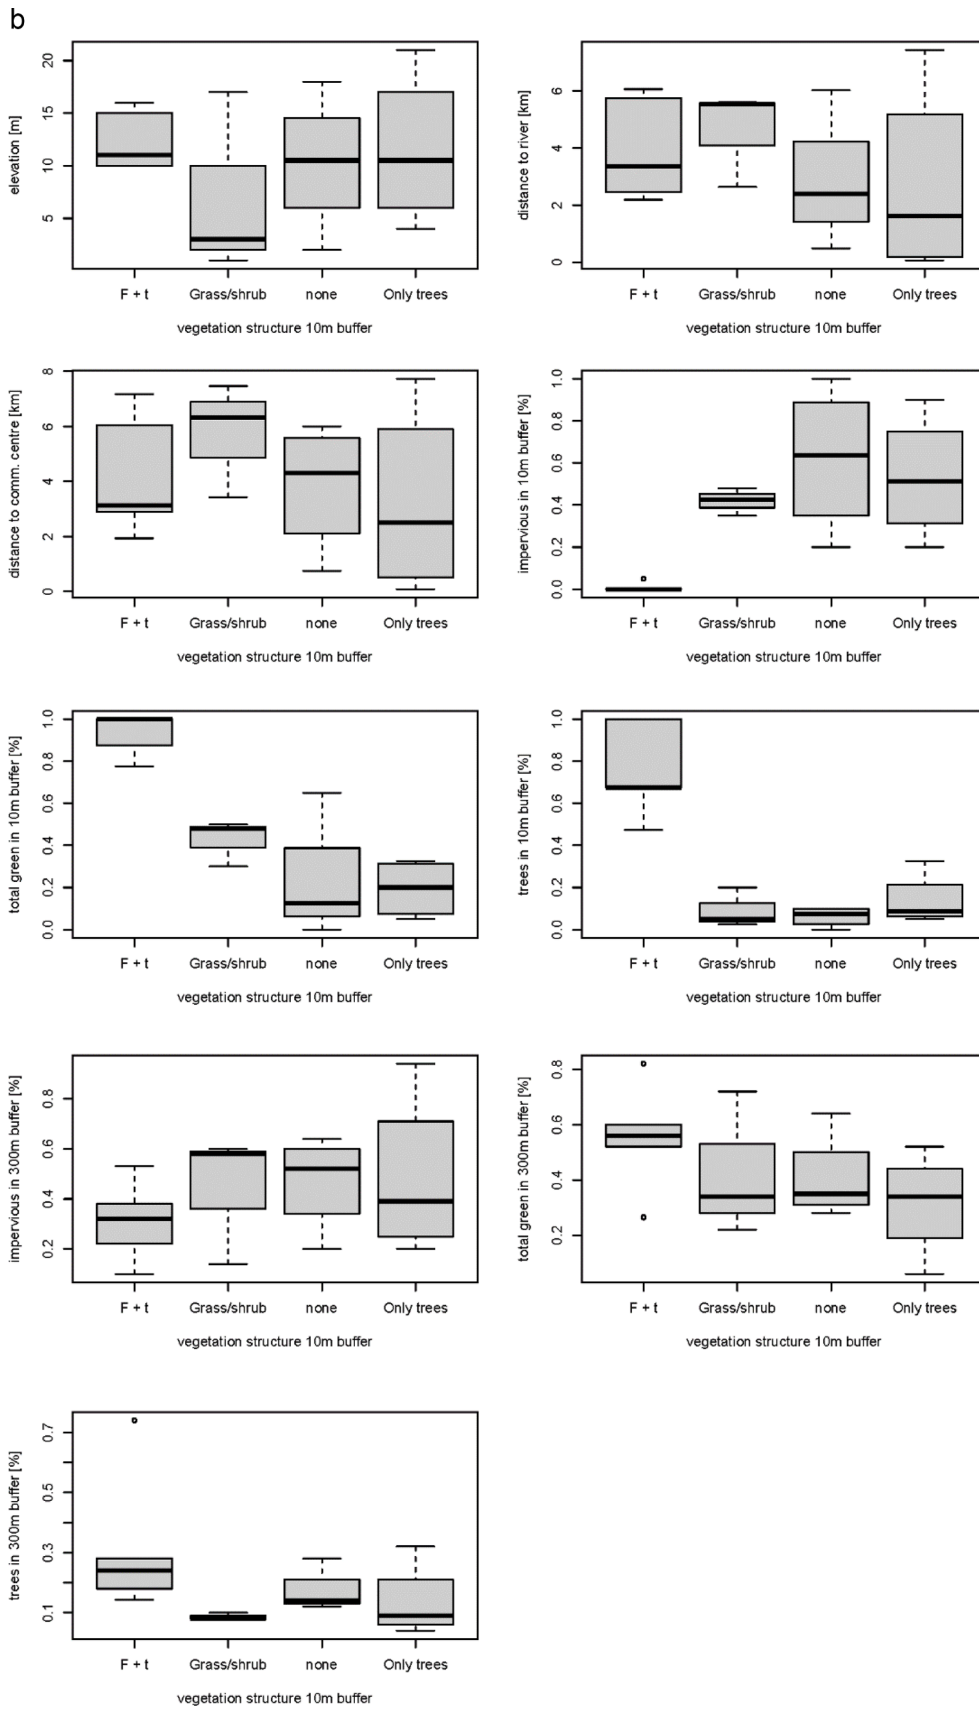 b
elevation [m]
20
15
10
5
F + t Grass/shrub none Only trees
vegetation structure 10m buffer
distance to river [km]
6
4
2
0
F + t Grass/shrub none Only trees
vegetation structure 10m buffer
distance to comm. centre [km]
8
6
4
2
0
F + t Grass/shrub none Only trees
vegetation structure 10m buffer
impervious in 10m buffer [%]
1.0
0.8
0.6
0.4
0.2
0.0
F + t Grass/shrub none Only trees
vegetation structure 10m buffer
total green in 10m buffer [%]
1.0
0.8
0.6
0.4
0.2
0.0
F + t Grass/shrub none Only trees
vegetation structure 10m buffer
trees in 10m buffer [%]
1.0
0.8
0.6
0.4
0.2
0.0
F + t Grass/shrub none Only trees
vegetation structure 10m buffer
impervious in 300m buffer [%]
0.8
0.6
0.4
0.2
F + t Grass/shrub none Only trees
vegetation structure 10m buffer
total green in 300m buffer [%]
0.8
0.6
0.4
0.2
F + t Grass/shrub none Only trees
vegetation structure 10m buffer
trees in 300m buffer [%]
0.7
0.5
0.3
0.1
F + t Grass/shrub none Only trees
vegetation structure 10m buffer